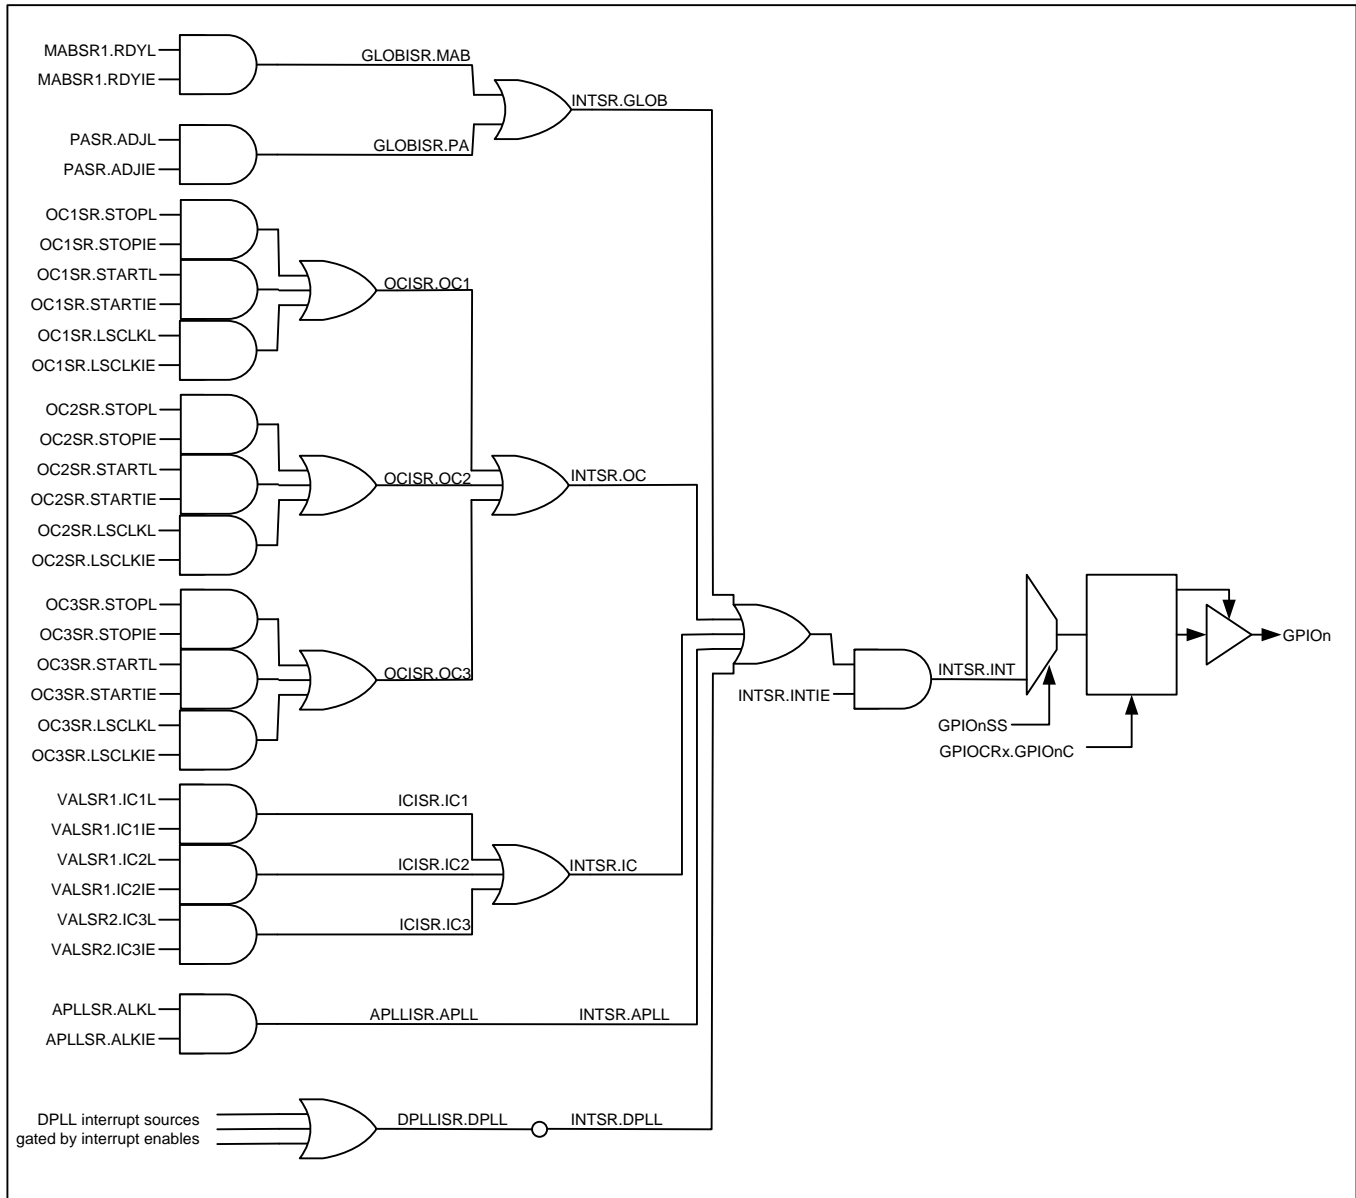 MABSR1.RDYL
MABSR1.RDYIE
GLOBISR.MAB
INTSR.GLOB
PASR.ADJL
PASR.ADJIE
GLOBISR.PA
OC1SR.STOPL
OC1SR.STOPIE
OC1SR.STARTL
OC1SR.STARTIE
OC1SR.LSCLKL
OC1SR.LSCLKIE
OCISR.OC1
OC2SR.STOPL
OC2SR.STOPIE
OC2SR.STARTL
OC2SR.STARTIE
OC2SR.LSCLKL
OC2SR.LSCLKIE
OCISR.OC2
INTSR.OC
OC3SR.STOPL
OC3SR.STOPIE
OC3SR.STARTL
OC3SR.STARTIE
OC3SR.LSCLKL
OC3SR.LSCLKIE
OCISR.OC3
INTSR.INTIE
INTSR.INT
GPIOnSS
GPIOCRx.GPIOnC
GPIOn
VALSR1.IC1L
VALSR1.IC1IE
VALSR1.IC2L
VALSR1.IC2IE
VALSR2.IC3L
VALSR2.IC3IE
ICISR.IC1
ICISR.IC2
ICISR.IC3
INTSR.IC
APLLSR.ALKL
APLLSR.ALKIE
APLLISR.APLL
INTSR.APLL
DPLL interrupt sources
gated by interrupt enables
DPLLISR.DPLL
INTSR.DPLL